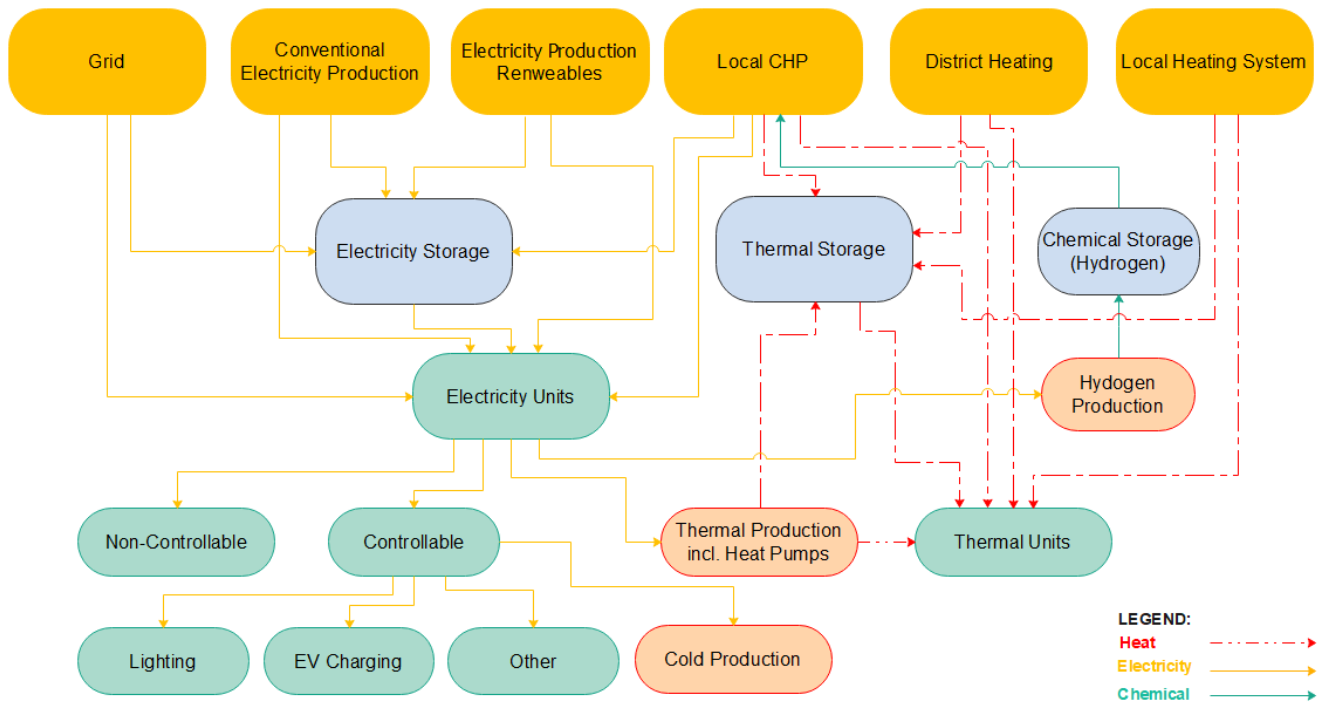 Grid
Conventional
Electricity Production
Electricity Production
Renweables
Local CHP
District Heating
Local Heating System
Electricity Storage
Thermal Storage
Chemical Storage
(Hydrogen)
Electricity Units
Hydogen
Production
Non-Controllable
Controllable
Thermal Production
incl. Heat Pumps
Thermal Units
Lighting
EV Charging
Other
Cold Production
LEGEND:
Heat
Electricity
Chemical